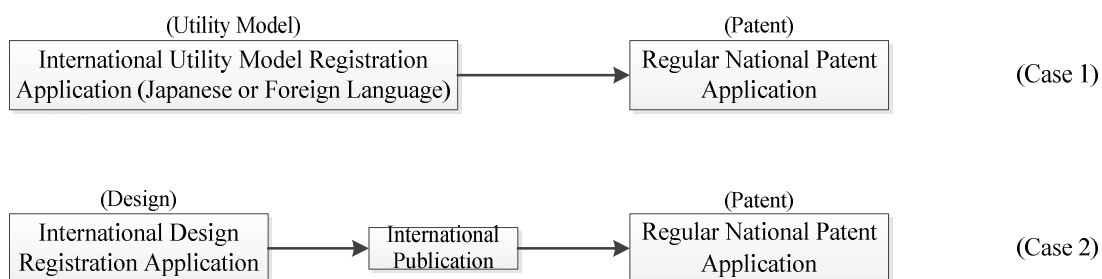 (Utility Model)
(Patent)
International Utility Model Registration
Application (Japanese or Foreign Language)
Regular National Patent
Application
(Case 1)
(Design)
(Patent)
International Design
Registration Application
International
Publication
Regular National Patent
Application
(Case 2)